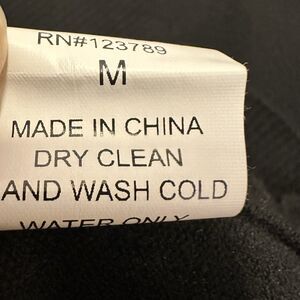 RN#123789
M
MADE IN CHINA
DRY CLEAN
AND WASH COLD
WATER ONLY